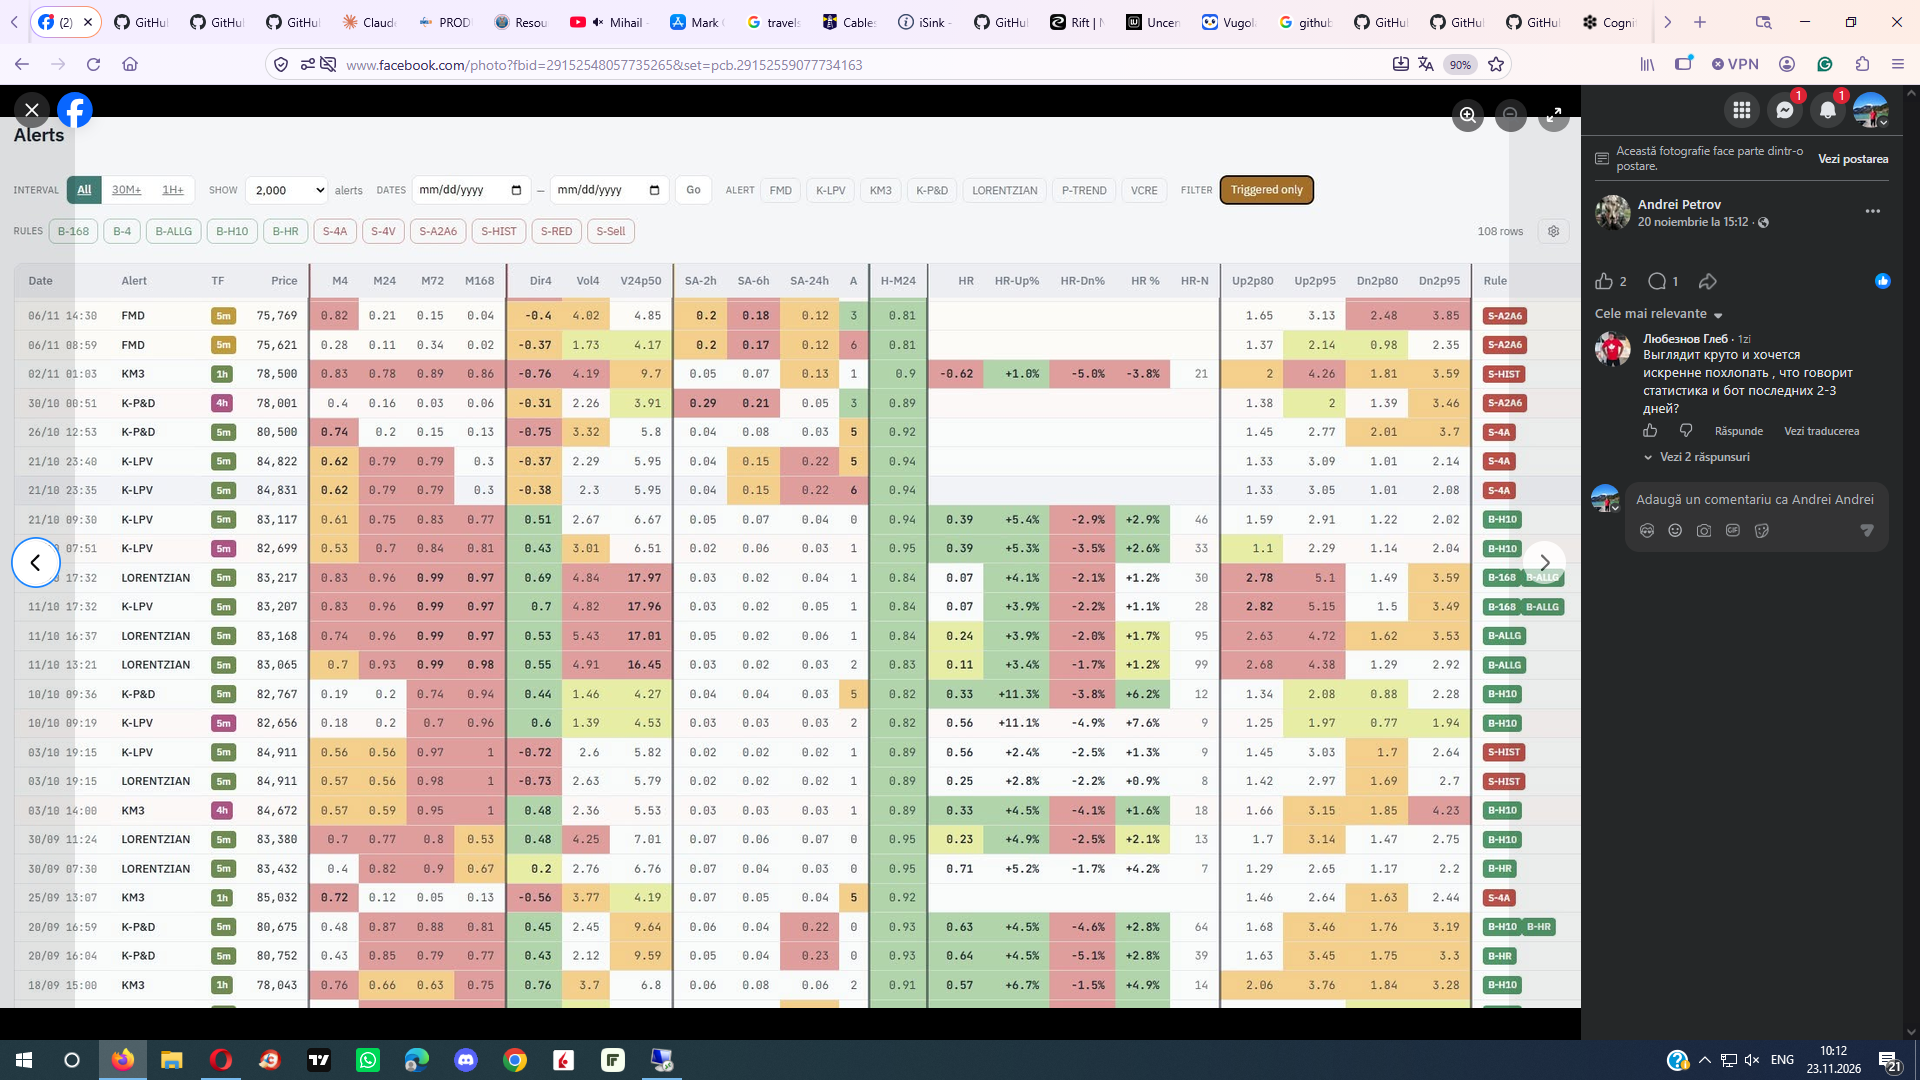 (2)
GitHu
GitHu
GitHu
Claude
PROD
Resou
Mihail -
Mark
travels
Cables
iSink -
GitHu
Rift | N
Uncen
Vugola
github
GitHu
GitHu
GitHu
Cogni
www.facebook.com/photo?fbid=29152548057735265&set=pcb.29152559077734163
90%
VPN
Alerts
INTERVAL All 30M+ 1H+ SHOW 2,000 alerts DATES mm/dd/yyyy — mm/dd/yyyy Go ALERT FMD K-LPV KM3 K-P&D LORENTZIAN P-TREND VCRE FILTER Triggered only
RULES B-168 B-4 B-ALLG B-H10 B-HR S-4A S-4V S-A2A6 S-HIST S-RED S-Sell 108 rows
Date Alert TF Price M4 M24 M72 M168 Dir4 Vol4 V24p50 SA-2h SA-6h SA-24h A H-M24 HR HR-Up% HR-Dn% HR % HR-N Up2p80 Up2p95 Dn2p80 Dn2p95 Rule
06/11 14:30 FMD 5m 75,769 0.82 0.21 0.15 0.04 -0.4 4.02 4.85 0.2 0.18 0.12 3 0.81 1.65 3.13 2.48 3.85 S-A2A6
06/11 08:59 FMD 5m 75,621 0.28 0.11 0.34 0.02 -0.37 1.73 4.17 0.2 0.17 0.12 6 0.81 1.37 2.14 0.98 2.35 S-A2A6
02/11 01:03 KM3 1h 78,500 0.83 0.78 0.89 0.86 -0.76 4.19 9.7 0.05 0.07 0.13 1 0.9 -0.62 +1.0% -5.0% -3.8% 21 2 4.26 1.81 3.59 S-HIST
30/10 00:51 K-P&D 4h 78,001 0.4 0.16 0.03 0.06 -0.31 2.26 3.91 0.29 0.21 0.05 3 0.89 1.38 2 1.39 3.46 S-A2A6
26/10 12:53 K-P&D 5m 80,500 0.74 0.2 0.15 0.13 -0.75 3.32 5.8 0.04 0.08 0.03 5 0.92 1.45 2.77 2.01 3.7 S-4A
21/10 23:40 K-LPV 5m 84,822 0.62 0.79 0.79 0.3 -0.37 2.29 5.95 0.04 0.15 0.22 5 0.94 1.33 3.09 1.01 2.14 S-4A
21/10 23:35 K-LPV 5m 84,831 0.62 0.79 0.79 0.3 -0.38 2.3 5.95 0.04 0.15 0.22 6 0.94 1.33 3.05 1.01 2.08 S-4A
21/10 09:30 K-LPV 5m 83,117 0.61 0.75 0.83 0.77 0.51 2.67 6.67 0.05 0.07 0.04 0 0.94 0.39 +5.4% -2.9% +2.9% 46 1.59 2.91 1.22 2.02 B-H10
07:51 K-LPV 5m 82,699 0.53 0.7 0.84 0.81 0.43 3.01 6.51 0.02 0.06 0.03 1 0.95 0.39 +5.3% -3.5% +2.6% 33 1.1 2.29 1.14 2.04 B-H10
17:32 LORENTZIAN 5m 83,217 0.83 0.96 0.99 0.97 0.69 4.84 17.97 0.03 0.02 0.04 1 0.84 0.07 +4.1% -2.1% +1.2% 30 2.78 5.1 1.49 3.59 B-168 B-ALLG
11/10 17:32 K-LPV 5m 83,207 0.83 0.96 0.99 0.97 0.7 4.82 17.96 0.03 0.02 0.05 1 0.84 0.07 +3.9% -2.2% +1.1% 28 2.82 5.15 1.5 3.49 B-168 B-ALLG
11/10 16:37 LORENTZIAN 5m 83,168 0.74 0.96 0.99 0.97 0.53 5.43 17.01 0.05 0.02 0.06 1 0.84 0.24 +3.9% -2.0% +1.7% 95 2.63 4.72 1.62 3.53 B-ALLG
11/10 13:21 LORENTZIAN 5m 83,065 0.7 0.93 0.99 0.98 0.55 4.91 16.45 0.03 0.02 0.03 2 0.83 0.11 +3.4% -1.7% +1.2% 99 2.68 4.38 1.29 2.92 B-ALLG
10/10 09:36 K-P&D 5m 82,767 0.19 0.2 0.74 0.94 0.44 1.46 4.27 0.04 0.04 0.03 5 0.82 0.33 +11.3% -3.8% +6.2% 12 1.34 2.08 0.88 2.28 B-H10
10/10 09:19 K-LPV 5m 82,656 0.18 0.2 0.7 0.96 0.6 1.39 4.53 0.03 0.03 0.03 2 0.82 0.56 +11.1% -4.9% +7.6% 9 1.25 1.97 0.77 1.94 B-H10
03/10 19:15 K-LPV 5m 84,911 0.56 0.56 0.97 1 -0.72 2.6 5.82 0.02 0.02 0.02 1 0.89 0.56 +2.4% -2.5% +1.3% 9 1.45 3.03 1.7 2.64 S-HIST
03/10 19:15 LORENTZIAN 5m 84,911 0.57 0.56 0.98 1 -0.73 2.63 5.79 0.02 0.02 0.02 1 0.89 0.25 +2.8% -2.2% +0.9% 8 1.42 2.97 1.69 2.7 S-HIST
03/10 14:00 KM3 4h 84,672 0.57 0.59 0.95 1 0.48 2.36 5.53 0.03 0.03 0.03 1 0.89 0.33 +4.5% -4.1% +1.6% 18 1.66 3.15 1.85 4.23 B-H10
30/09 11:24 LORENTZIAN 5m 83,380 0.7 0.77 0.8 0.53 0.48 4.25 7.01 0.07 0.06 0.07 0 0.95 0.23 +4.9% -2.5% +2.1% 13 1.7 3.14 1.47 2.75 B-H10
30/09 07:30 LORENTZIAN 5m 83,432 0.4 0.82 0.9 0.67 0.2 2.76 6.76 0.07 0.04 0.03 0 0.95 0.71 +5.2% -1.7% +4.2% 7 1.29 2.65 1.17 2.2 B-HR
25/09 13:07 KM3 1h 85,032 0.72 0.12 0.05 0.13 -0.56 3.77 4.19 0.07 0.05 0.04 5 0.92 1.46 2.64 1.63 2.44 S-4A
20/09 16:59 K-P&D 5m 80,675 0.48 0.87 0.88 0.81 0.45 2.45 9.64 0.06 0.04 0.22 0 0.93 0.63 +4.5% -4.6% +2.8% 64 1.68 3.46 1.76 3.19 B-H10 B-HR
20/09 16:04 K-P&D 5m 80,752 0.43 0.85 0.79 0.77 0.43 2.12 9.59 0.05 0.04 0.23 0 0.93 0.64 +4.5% -5.1% +2.8% 39 1.63 3.45 1.75 3.3 B-HR
18/09 15:00 KM3 1h 78,043 0.76 0.66 0.63 0.75 0.76 3.7 6.8 0.06 0.08 0.06 2 0.91 0.57 +6.7% -1.5% +4.9% 14 2.06 3.76 1.84 3.28 B-H10
1
1
Această fotografie face parte dintr-o
postare.
Vezi postarea
Andrei Petrov
20 noiembrie la 15:12 ·
2
1
Cele mai relevante
Любезнов Глеб · 1zi
Выглядит круто и хочется
искренне похлопать , что говорит
статистика и бот последних 2-3
дней?
Răspunde Vezi traducerea
Vezi 2 răspunsuri
Adaugă un comentariu ca Andrei Andrei
GIF
ENG
10:12
23.11.2026
21